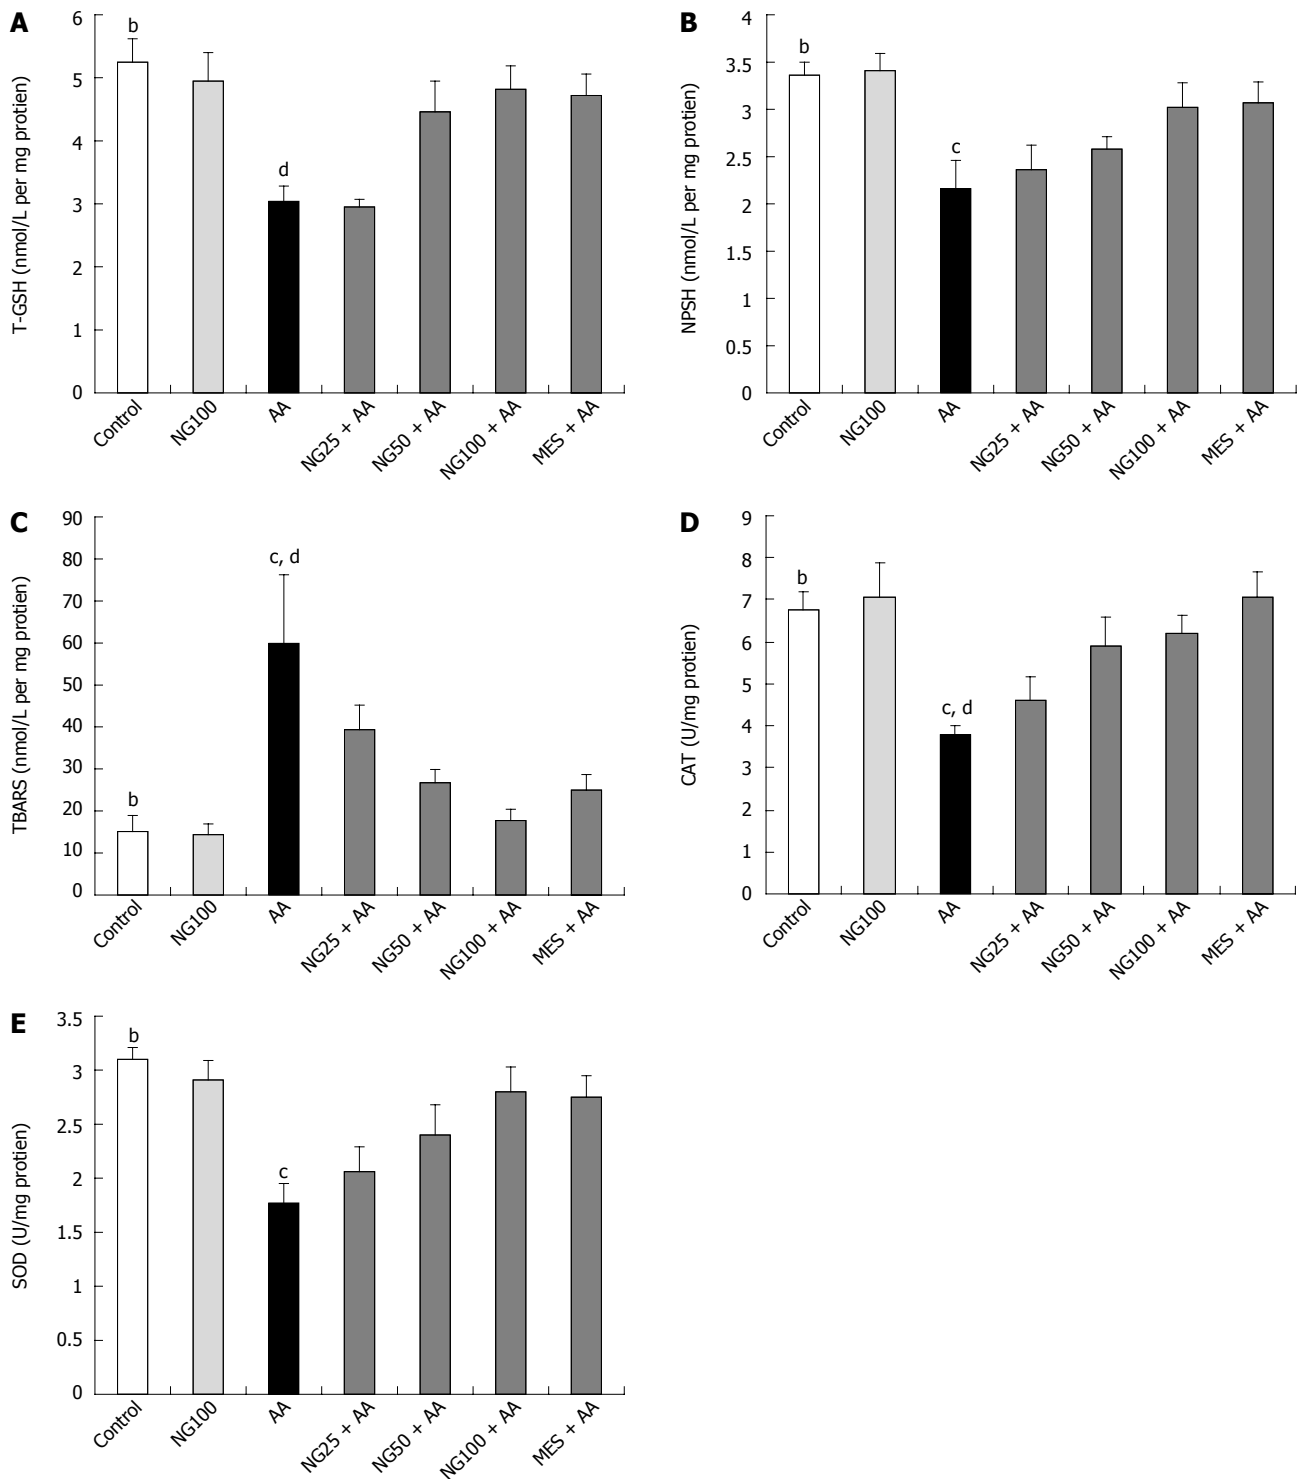 A
T-GSH (nmol/L per mg protien)
6
5
4
3
2
1
0
b
d
Control
NG100
AA
NG25 + AA
NG50 + AA
NG100 + AA
MES + AA
B
NPSH (nmol/L per mg protien)
4
3.5
3
2.5
2
1.5
1
0.5
0
b
c
Control
NG100
AA
NG25 + AA
NG50 + AA
NG100 + AA
MES + AA
C
TBARS (nmol/L per mg protien)
90
80
70
60
50
40
30
20
10
0
b
c, d
Control
NG100
AA
NG25 + AA
NG50 + AA
NG100 + AA
MES + AA
D
CAT (U/mg protien)
9
8
7
6
5
4
3
2
1
0
b
c, d
Control
NG100
AA
NG25 + AA
NG50 + AA
NG100 + AA
MES + AA
E
SOD (U/mg protien)
3.5
3
2.5
2
1.5
1
0.5
0
b
c
Control
NG100
AA
NG25 + AA
NG50 + AA
NG100 + AA
MES + AA